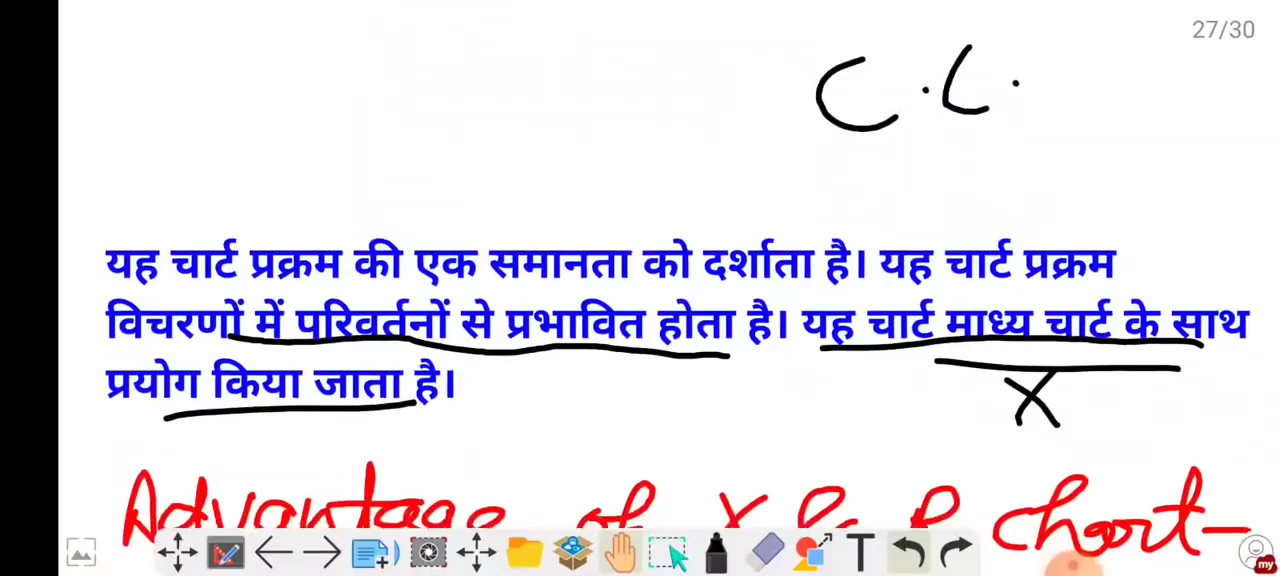 27/30
C.L.
यह चार्ट प्रक्रम की एक समानता को दर्शाता है। यह चार्ट प्रक्रम
विचरणों में परिवर्तनों से प्रभावित होता है। यह चार्ट माध्य चार्ट के साथ
प्रयोग किया जाता है।
X
Advantage of X & R chart-
T
my